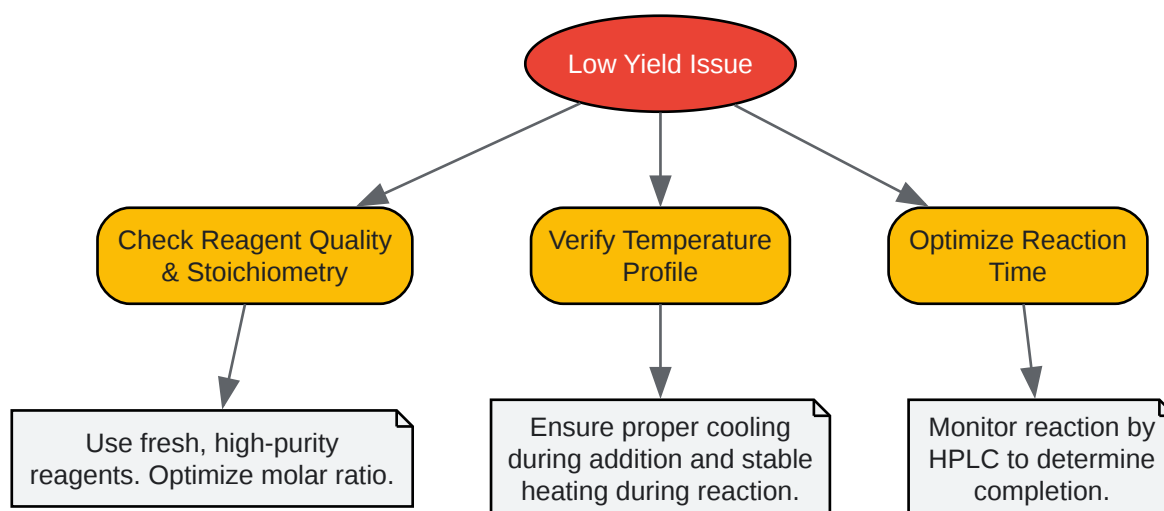 Low Yield Issue
Check Reagent Quality
& Stoichiometry
Verify Temperature
Profile
Optimize Reaction
Time
Use fresh, high-purity
reagents. Optimize molar ratio.
Ensure proper cooling
during addition and stable
heating during reaction.
Monitor reaction by
HPLC to determine
completion.